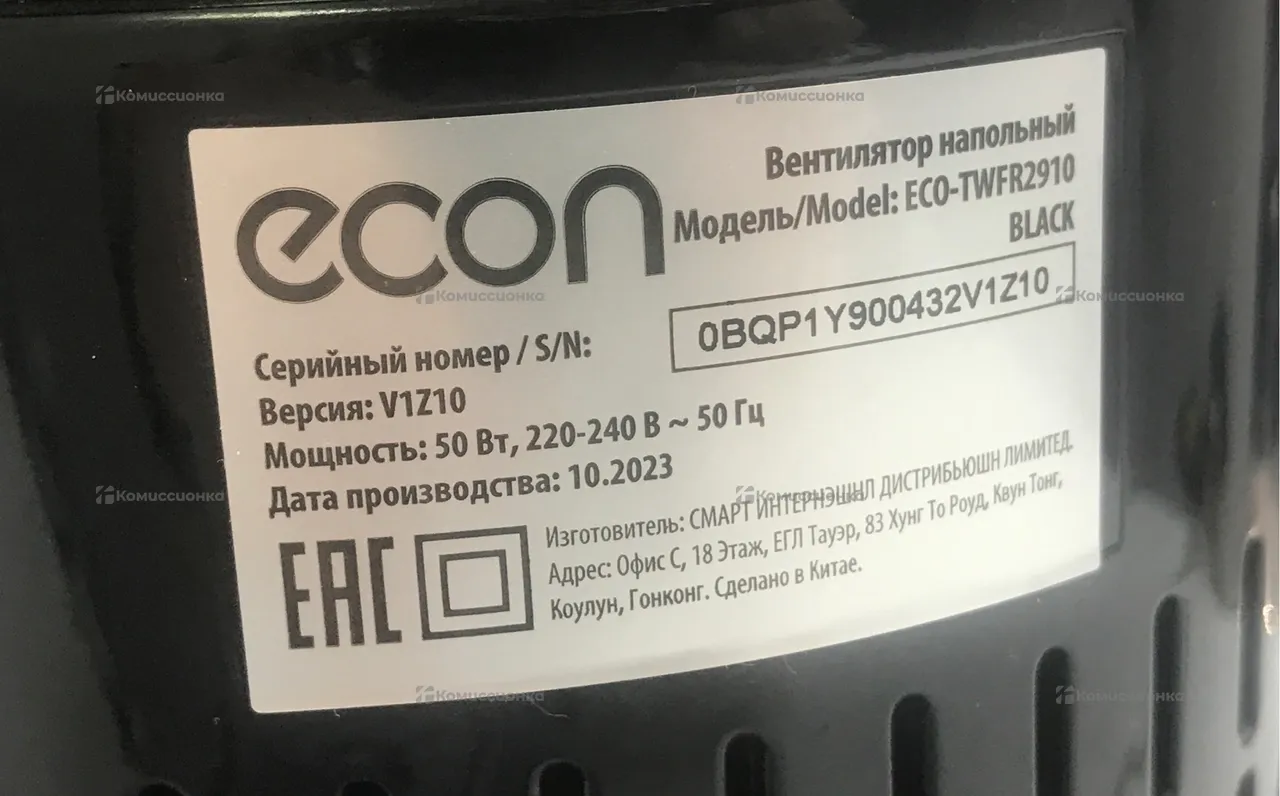 econ
Вентилятор напольный
Модель/Model: ECO-TWFR2910
BLACK
Серийный номер / S/N:
0BQP1Y900432V1Z10
Версия: V1Z10
Мощность: 50 Вт, 220-240 В ~ 50 Гц
Дата производства: 10.2023
EAC
Изготовитель: СМАРТ ИНТЕРНЭШНЛ ДИСТРИБЬЮШН ЛИМИТЕД.
Адрес: Офис С, 18 Этаж, ЕГЛ Тауэр, 83 Хунг То Роуд, Квун Тонг,
Коулун, Гонконг. Сделано в Китае.
Комиссионка
Комиссионка
Комиссионка
Комиссионка
Комиссионка
Комиссионка
Комиссионка
Комиссионка